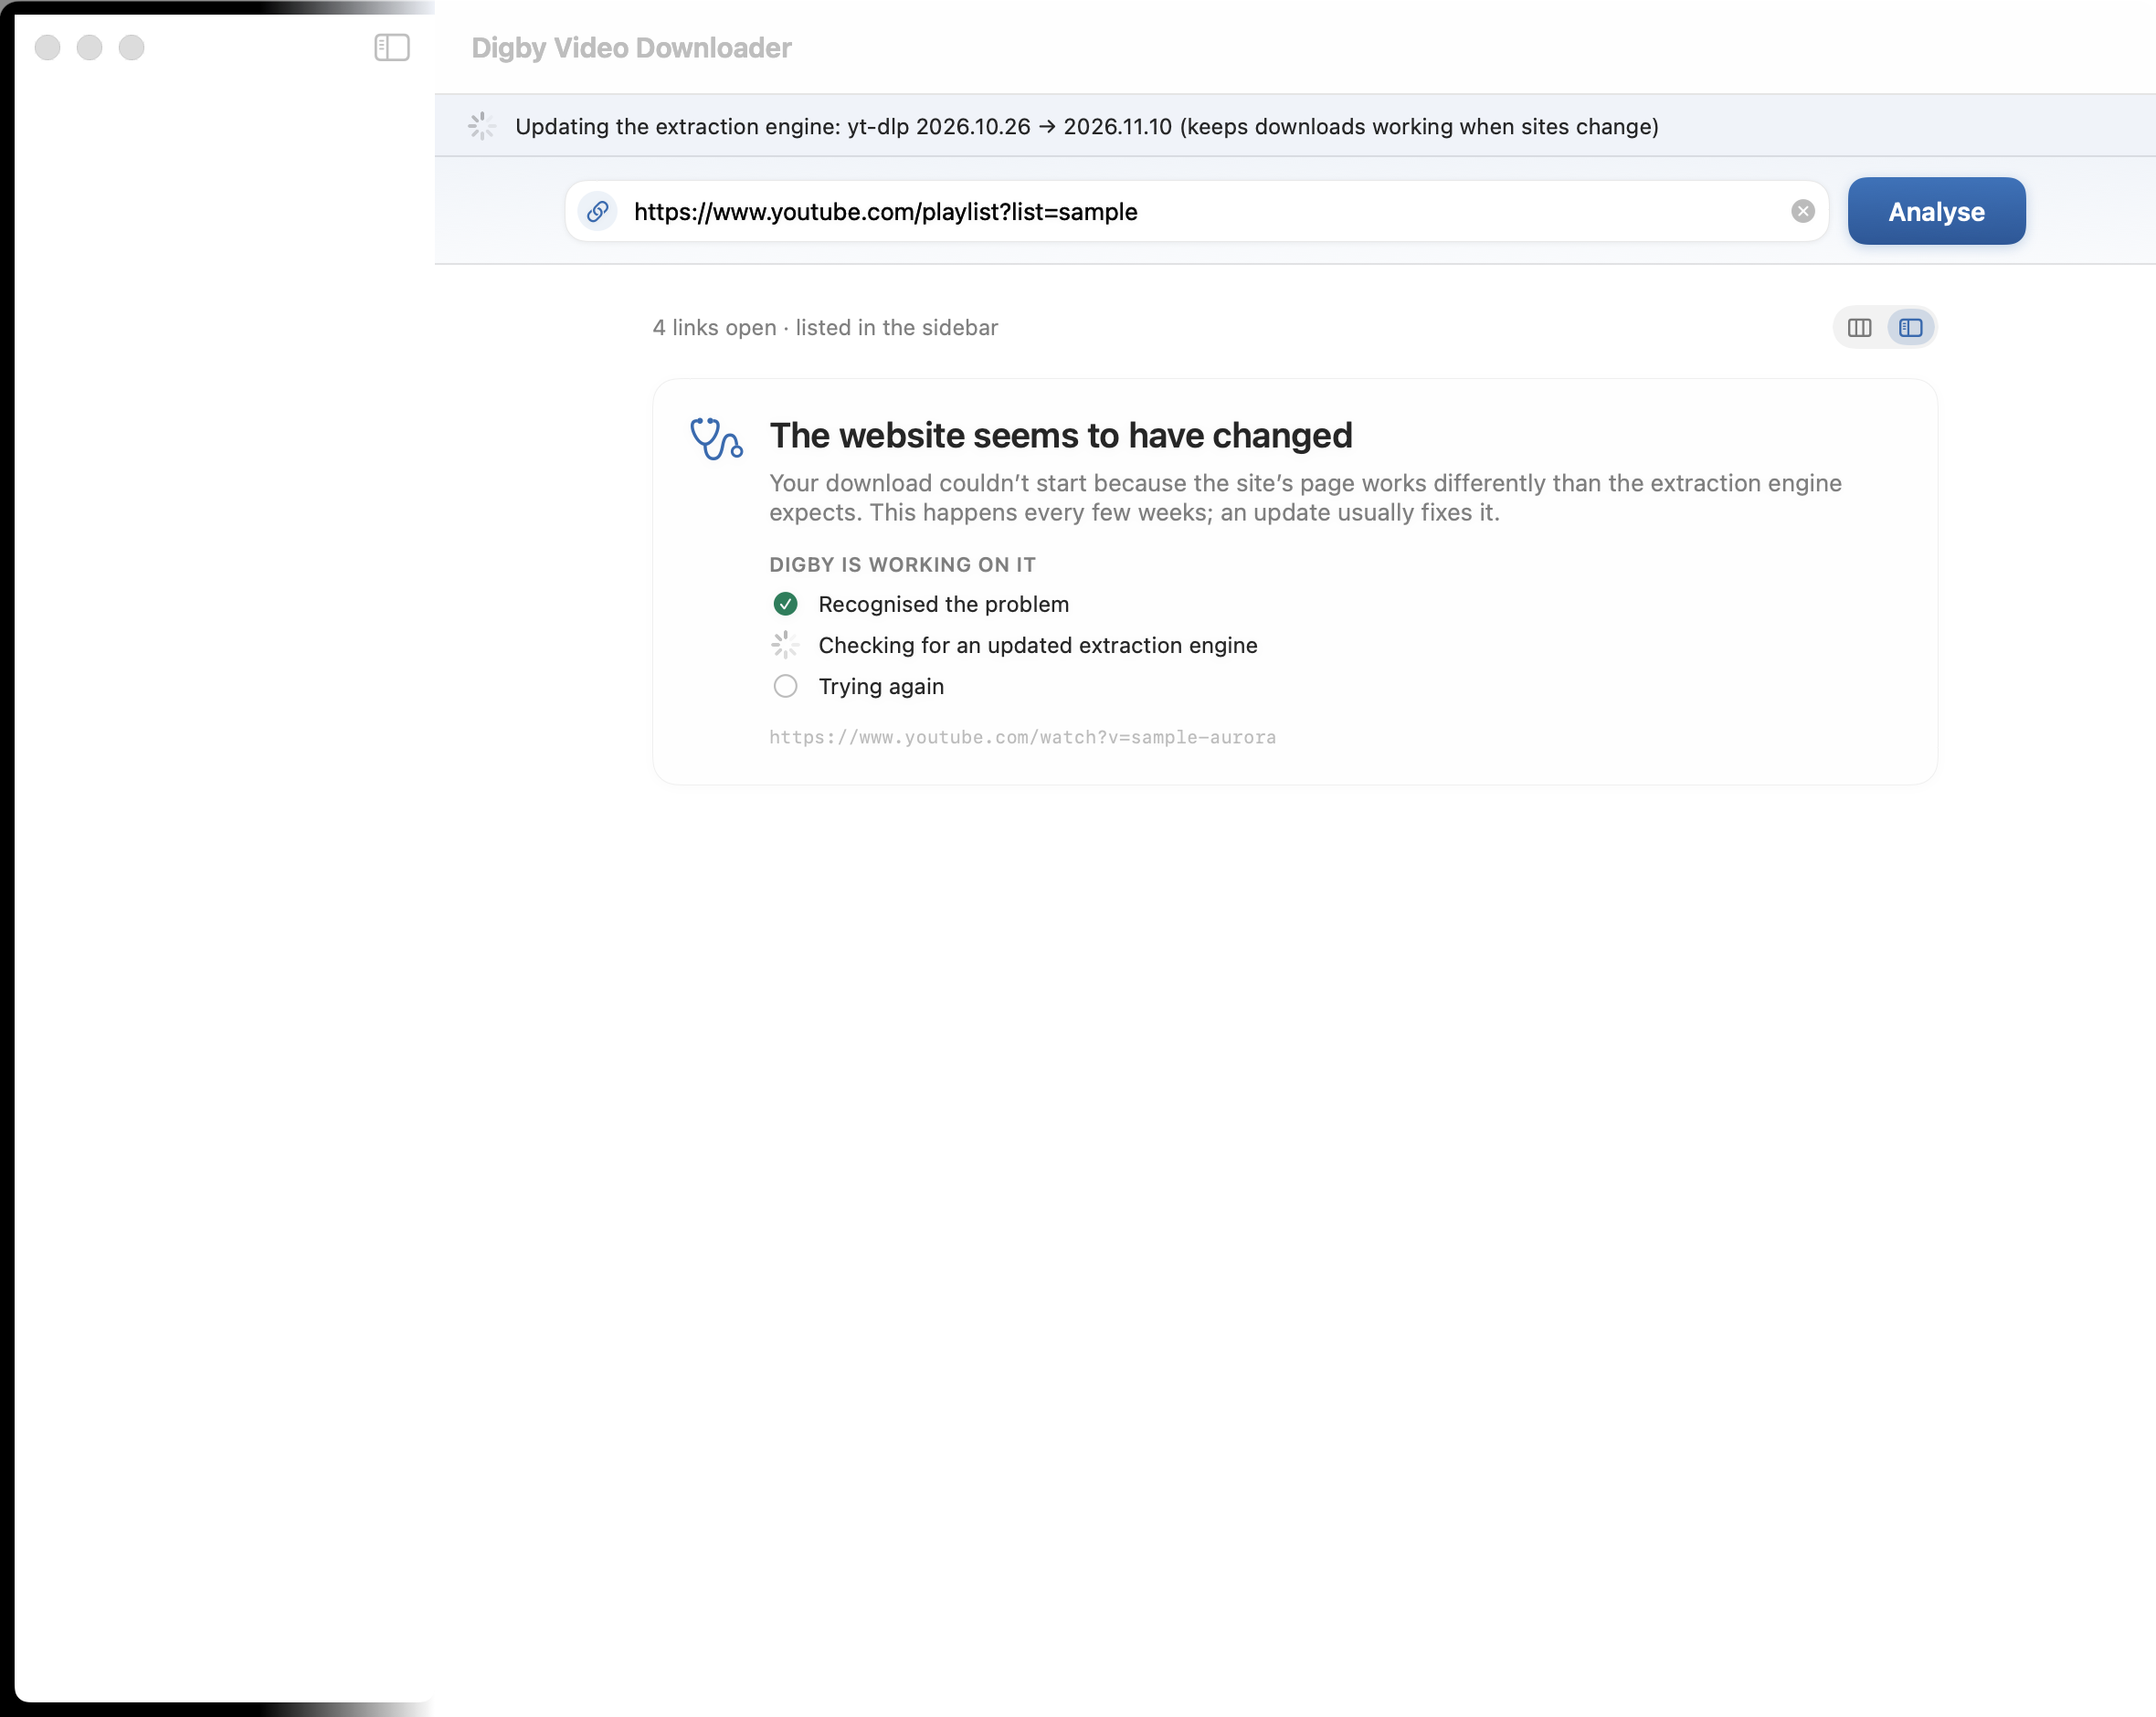 Digby Video Downloader
Updating the extraction engine: yt-dlp 2026.10.26 → 2026.11.10 (keeps downloads working when sites change)
https://www.youtube.com/playlist?list=sample
Analyse
4 links open · listed in the sidebar
The website seems to have changed
Your download couldn’t start because the site’s page works differently than the extraction engine
expects. This happens every few weeks; an update usually fixes it.
DIGBY IS WORKING ON IT
Recognised the problem
Checking for an updated extraction engine
Trying again
https://www.youtube.com/watch?v=sample-aurora